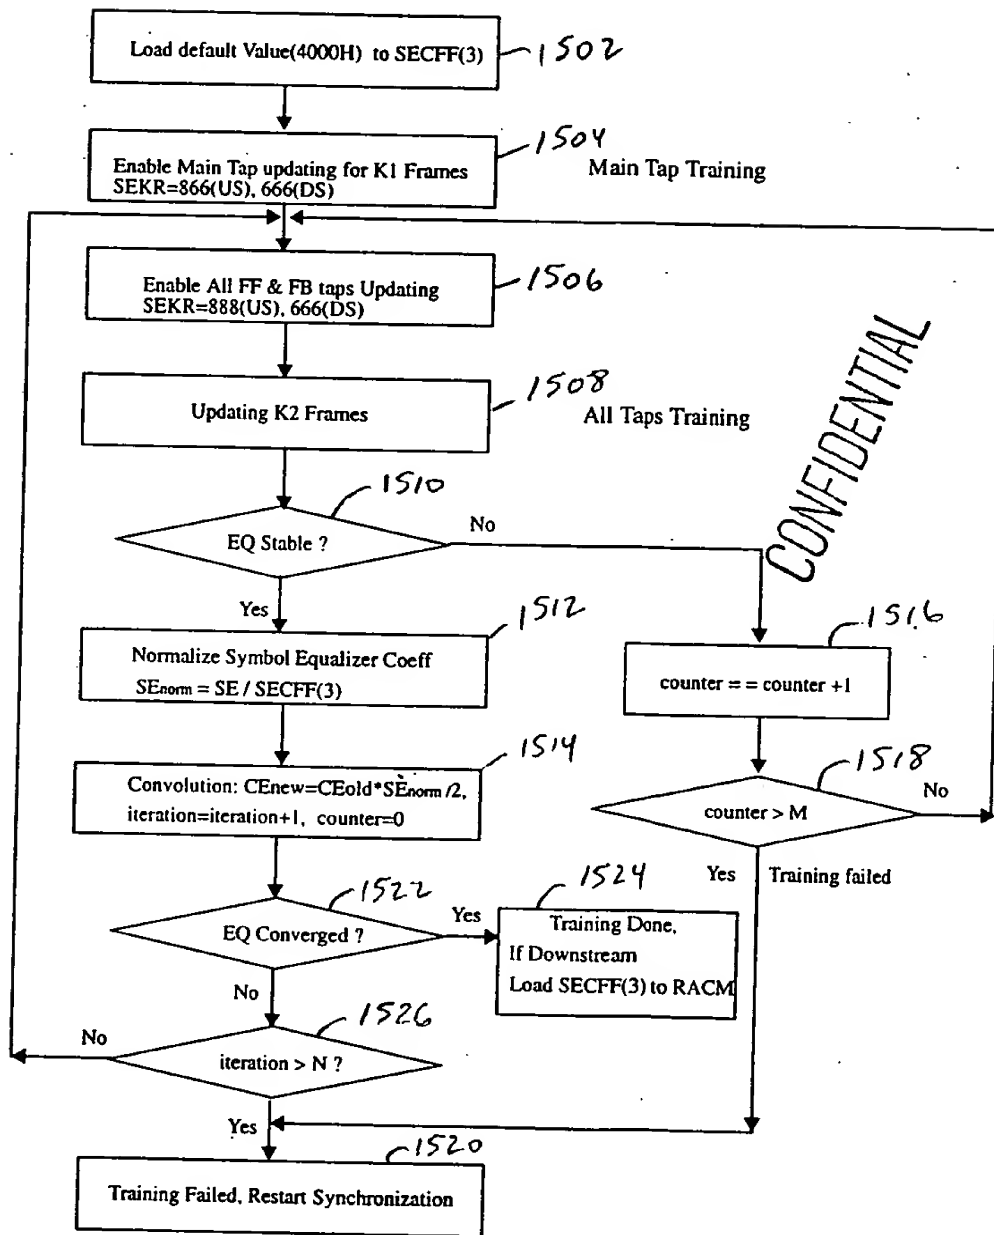 Load default Value(4000H) to SECFF(3)
1502
1504
Enable Main Tap updating for K1 Frames
SEKR=866(US), 666(DS)
Main Tap Training
1506
Enable All FF & FB taps Updating
SEKR=888(US), 666(DS)
1508
Updating K2 Frames
All Taps Training
CONFIDENTIAL
1510
EQ Stable ?
No
Yes
1512
Normalize Symbol Equalizer Coeff
SEnorm = SE / SECFF(3)
1516
counter = = counter +1
1514
Convolution: CEnew=CEold*SEnorm /2,
iteration=iteration+1, counter=0
1518
counter > M
No
Yes
Training failed
1522
EQ Converged ?
Yes
1524
Training Done,
If Downstream
Load SECFF(3) to RACM
No
1526
No
iteration > N ?
Yes
1520
Training Failed, Restart Synchronization